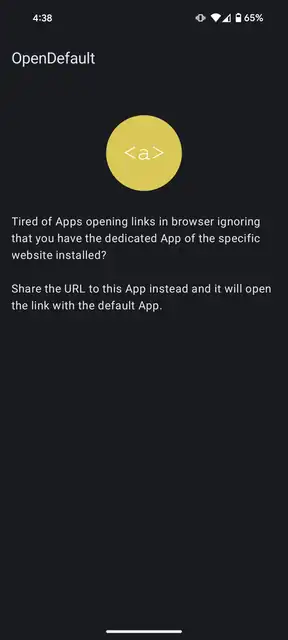 4:38
65%
OpenDefault
<a>
Tired of Apps opening links in browser ignoring
that you have the dedicated App of the specific
website installed?
Share the URL to this App instead and it will open
the link with the default App.